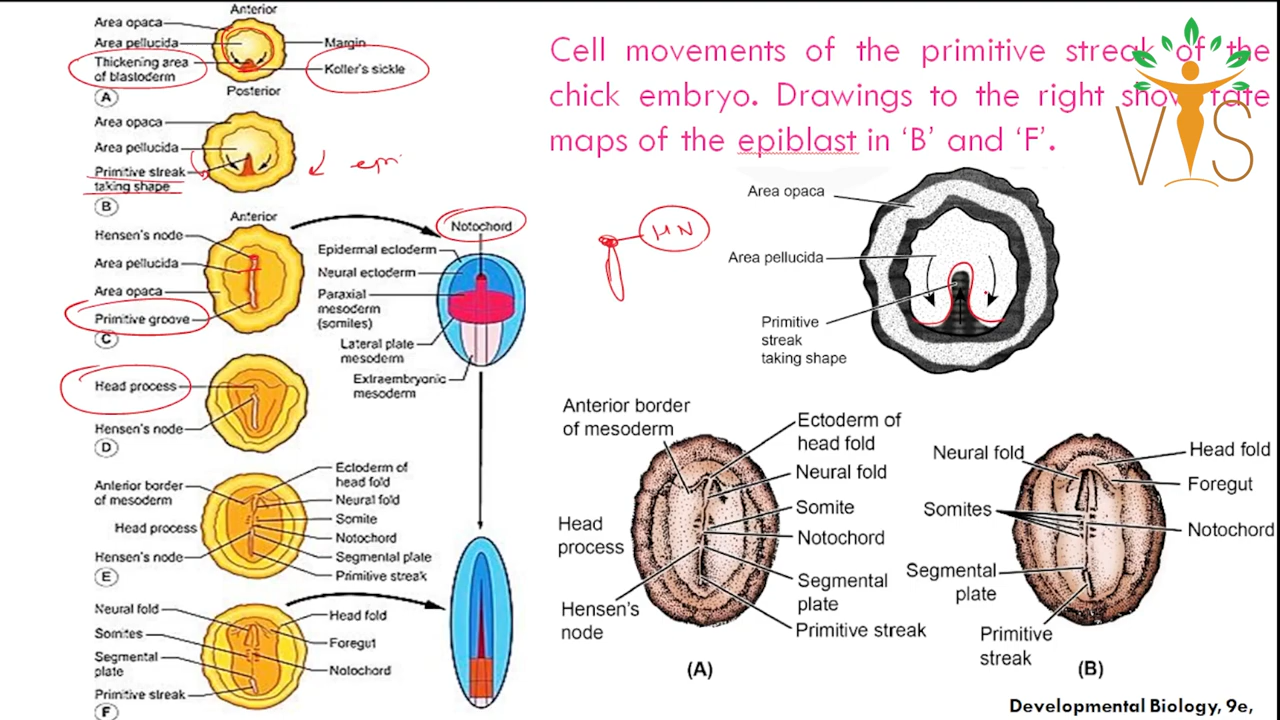 Anterior
Area opaca
Area pellucida
Margin
Thickening area
of blastoderm
Koller's sickle
A
Posterior
Area opaca
Area pellucida
Primitive streak
taking shape
B
epi
Anterior
Hensen's node
Area pellucida
Area opaca
Primitive groove
C
Notochord
Epidermal ectoderm
Neural ectoderm
Paraxial
mesoderm
(somites)
Lateral plate
mesoderm
Extraembryonic
mesoderm
Head process
Hensen's node
D
Anterior border
of mesoderm
Head process
Hensen's node
E
Ectoderm of
head fold
Neural fold
Somite
Notochord
Segmental plate
Primitive streak
Neural fold
Somites
Segmental
plate
Primitive streak
F
Head fold
Foregut
Notochord
Cell movements of the primitive streak of the
chick embryo. Drawings to the right show fate
maps of the epiblast in ‘B’ and ‘F’.
VIS
HN
Area opaca
Area pellucida
Primitive
streak
taking shape
Anterior border
of mesoderm
Head
process
Hensen's
node
Ectoderm of
head fold
Neural fold
Somite
Notochord
Segmental
plate
Primitive streak
(A)
Neural fold
Somites
Segmental
plate
Primitive
streak
Head fold
Foregut
Notochord
(B)
Developmental Biology, 9e,